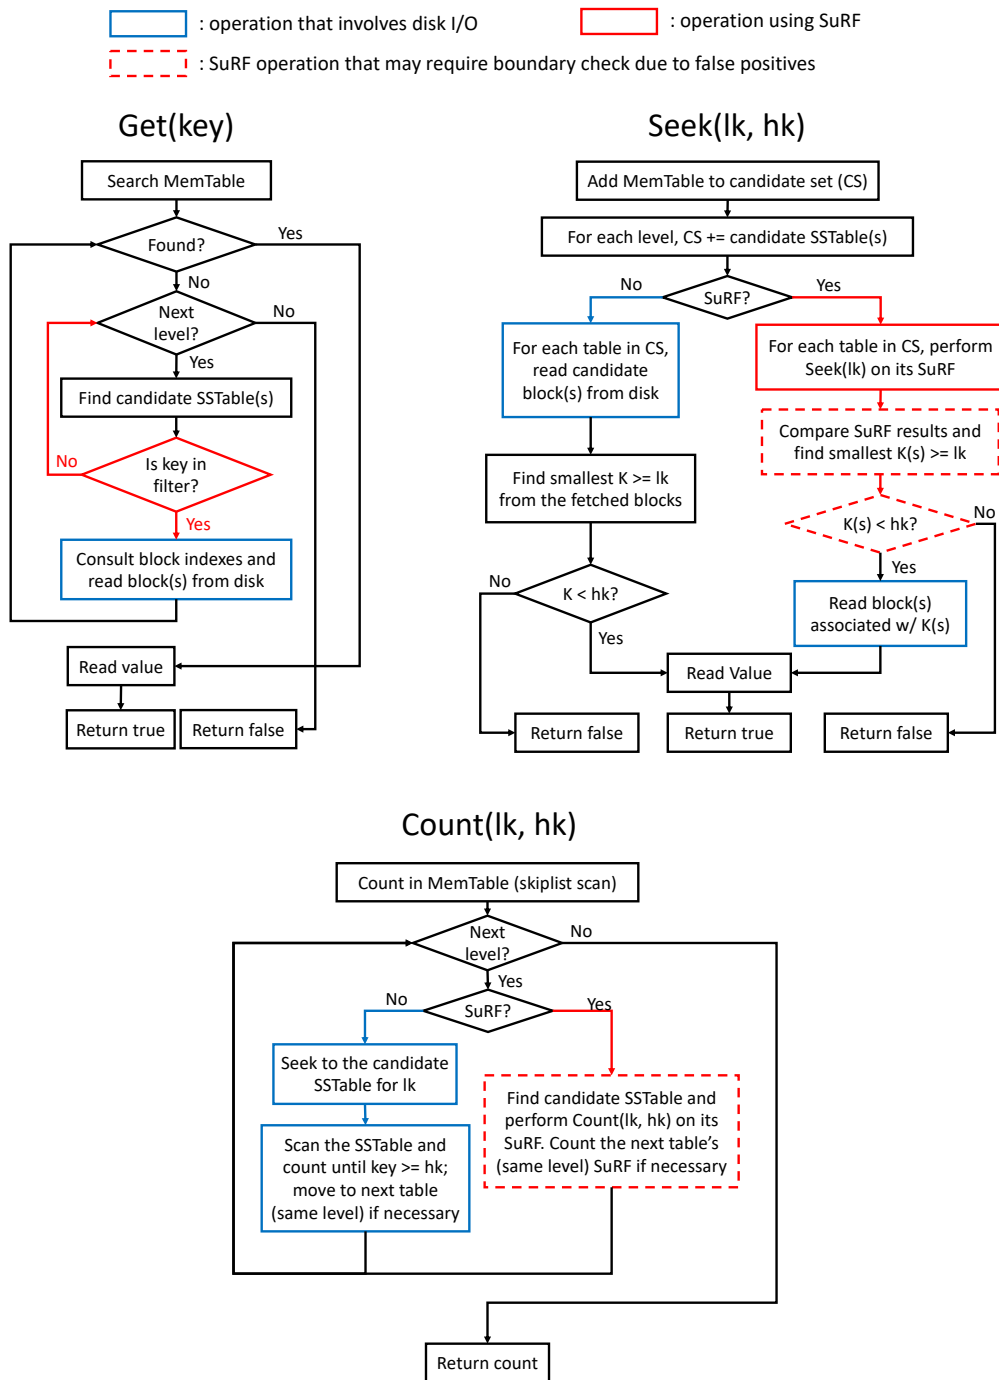 : operation that involves disk I/O
: operation using SuRF
: SuRF operation that may require boundary check due to false positives
Get(key)
Search MemTable
Found?
Yes
No
Next
level?
No
Yes
Find candidate SSTable(s)
Is key in
filter?
No
Yes
Consult block indexes and
read block(s) from disk
Read value
Return true
Return false
Seek(lk, hk)
Add MemTable to candidate set (CS)
For each level, CS += candidate SSTable(s)
SuRF?
No
Yes
For each table in CS,
read candidate
block(s) from disk
Find smallest K >= lk
from the fetched blocks
K < hk?
No
Yes
For each table in CS, perform
Seek(lk) on its SuRF
Compare SuRF results and
find smallest K(s) >= lk
K(s) < hk?
No
Yes
Read block(s)
associated w/ K(s)
Read Value
Return false
Return true
Return false
Count(lk, hk)
Count in MemTable (skiplist scan)
Next
level?
No
Yes
SuRF?
No
Yes
Seek to the candidate
SSTable for lk
Scan the SSTable and
count until key >= hk;
move to next table
(same level) if necessary
Find candidate SSTable and
perform Count(lk, hk) on its
SuRF. Count the next table's
(same level) SuRF if necessary
Return count